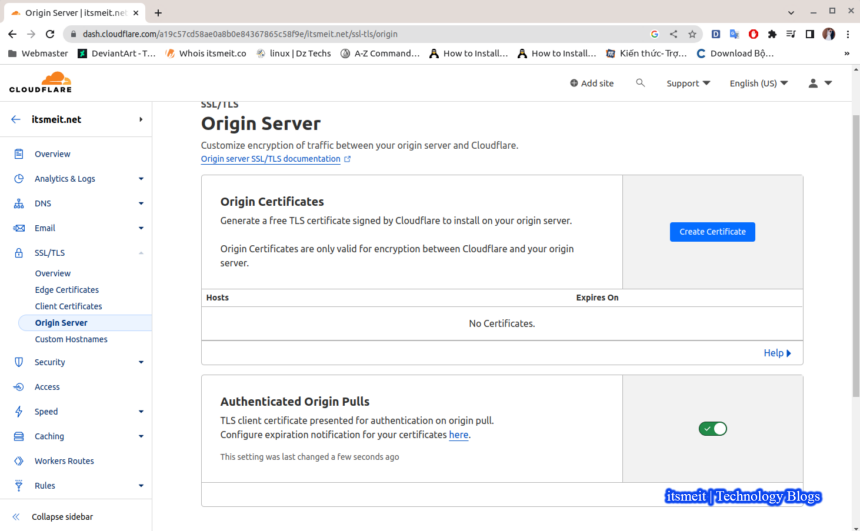 Origin Server | itsmeit.net
dash.cloudflare.com/a19c57cd58ae0a8b0e84367865c58f9e/itsmeit.net/ssl-tls/origin
Webmaster
DeviantArt - T...
Whois itsmeit.co
linux | Dz Techs
A-Z Command...
How to Install...
How to Install...
Kiến thức- Trợ...
Download Bộ...
CLOUDFLARE
Add site
Support
English (US)
itsmeit.net
Overview
Analytics & Logs
DNS
Email
SSL/TLS
Overview
Edge Certificates
Client Certificates
Origin Server
Custom Hostnames
Security
Access
Speed
Caching
Workers Routes
Rules
Collapse sidebar
SSL/TLS
Origin Server
Customize encryption of traffic between your origin server and Cloudflare.
Origin server SSL/TLS documentation
Origin Certificates
Generate a free TLS certificate signed by Cloudflare to install on your origin server.
Origin Certificates are only valid for encryption between Cloudflare and your origin
server.
Create Certificate
Hosts
Expires On
No Certificates.
Help
Authenticated Origin Pulls
TLS client certificate presented for authentication on origin pull.
Configure expiration notification for your certificates here.
This setting was last changed a few seconds ago
itsmeit | Technology Blogs